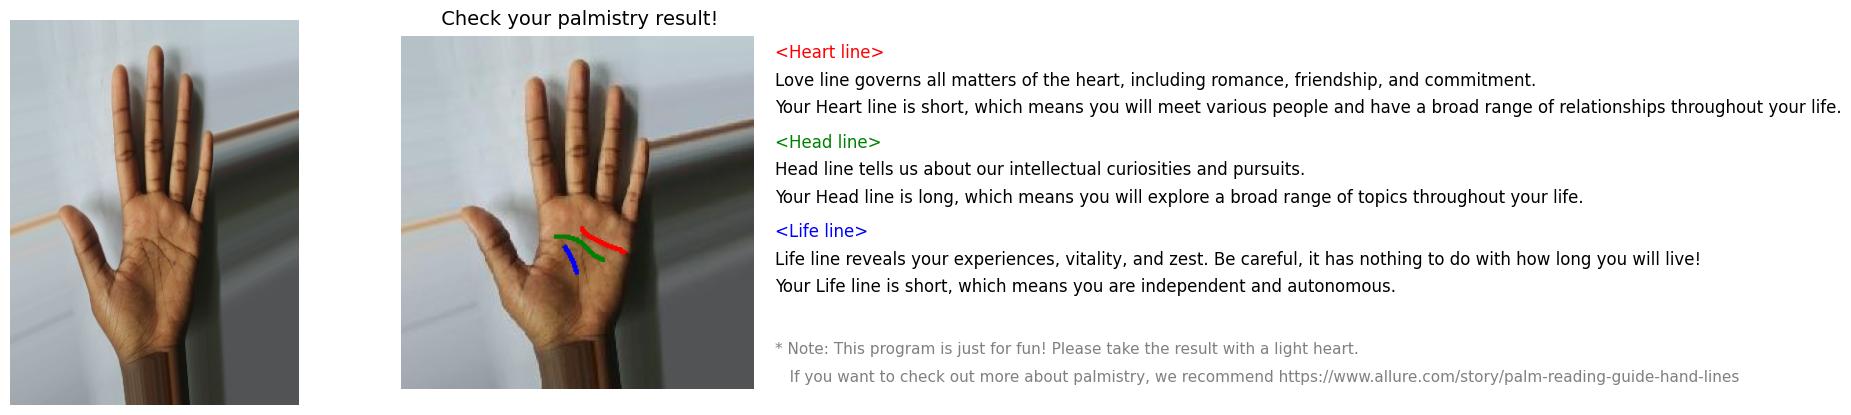 Check your palmistry result!
<Heart line>
Love line governs all matters of the heart, including romance, friendship, and commitment.
Your Heart line is short, which means you will meet various people and have a broad range of relationships throughout your life.
<Head line>
Head line tells us about our intellectual curiosities and pursuits.
Your Head line is long, which means you will explore a broad range of topics throughout your life.
<Life line>
Life line reveals your experiences, vitality, and zest. Be careful, it has nothing to do with how long you will live!
Your Life line is short, which means you are independent and autonomous.
* Note: This program is just for fun! Please take the result with a light heart.
If you want to check out more about palmistry, we recommend https://www.allure.com/story/palm-reading-guide-hand-lines